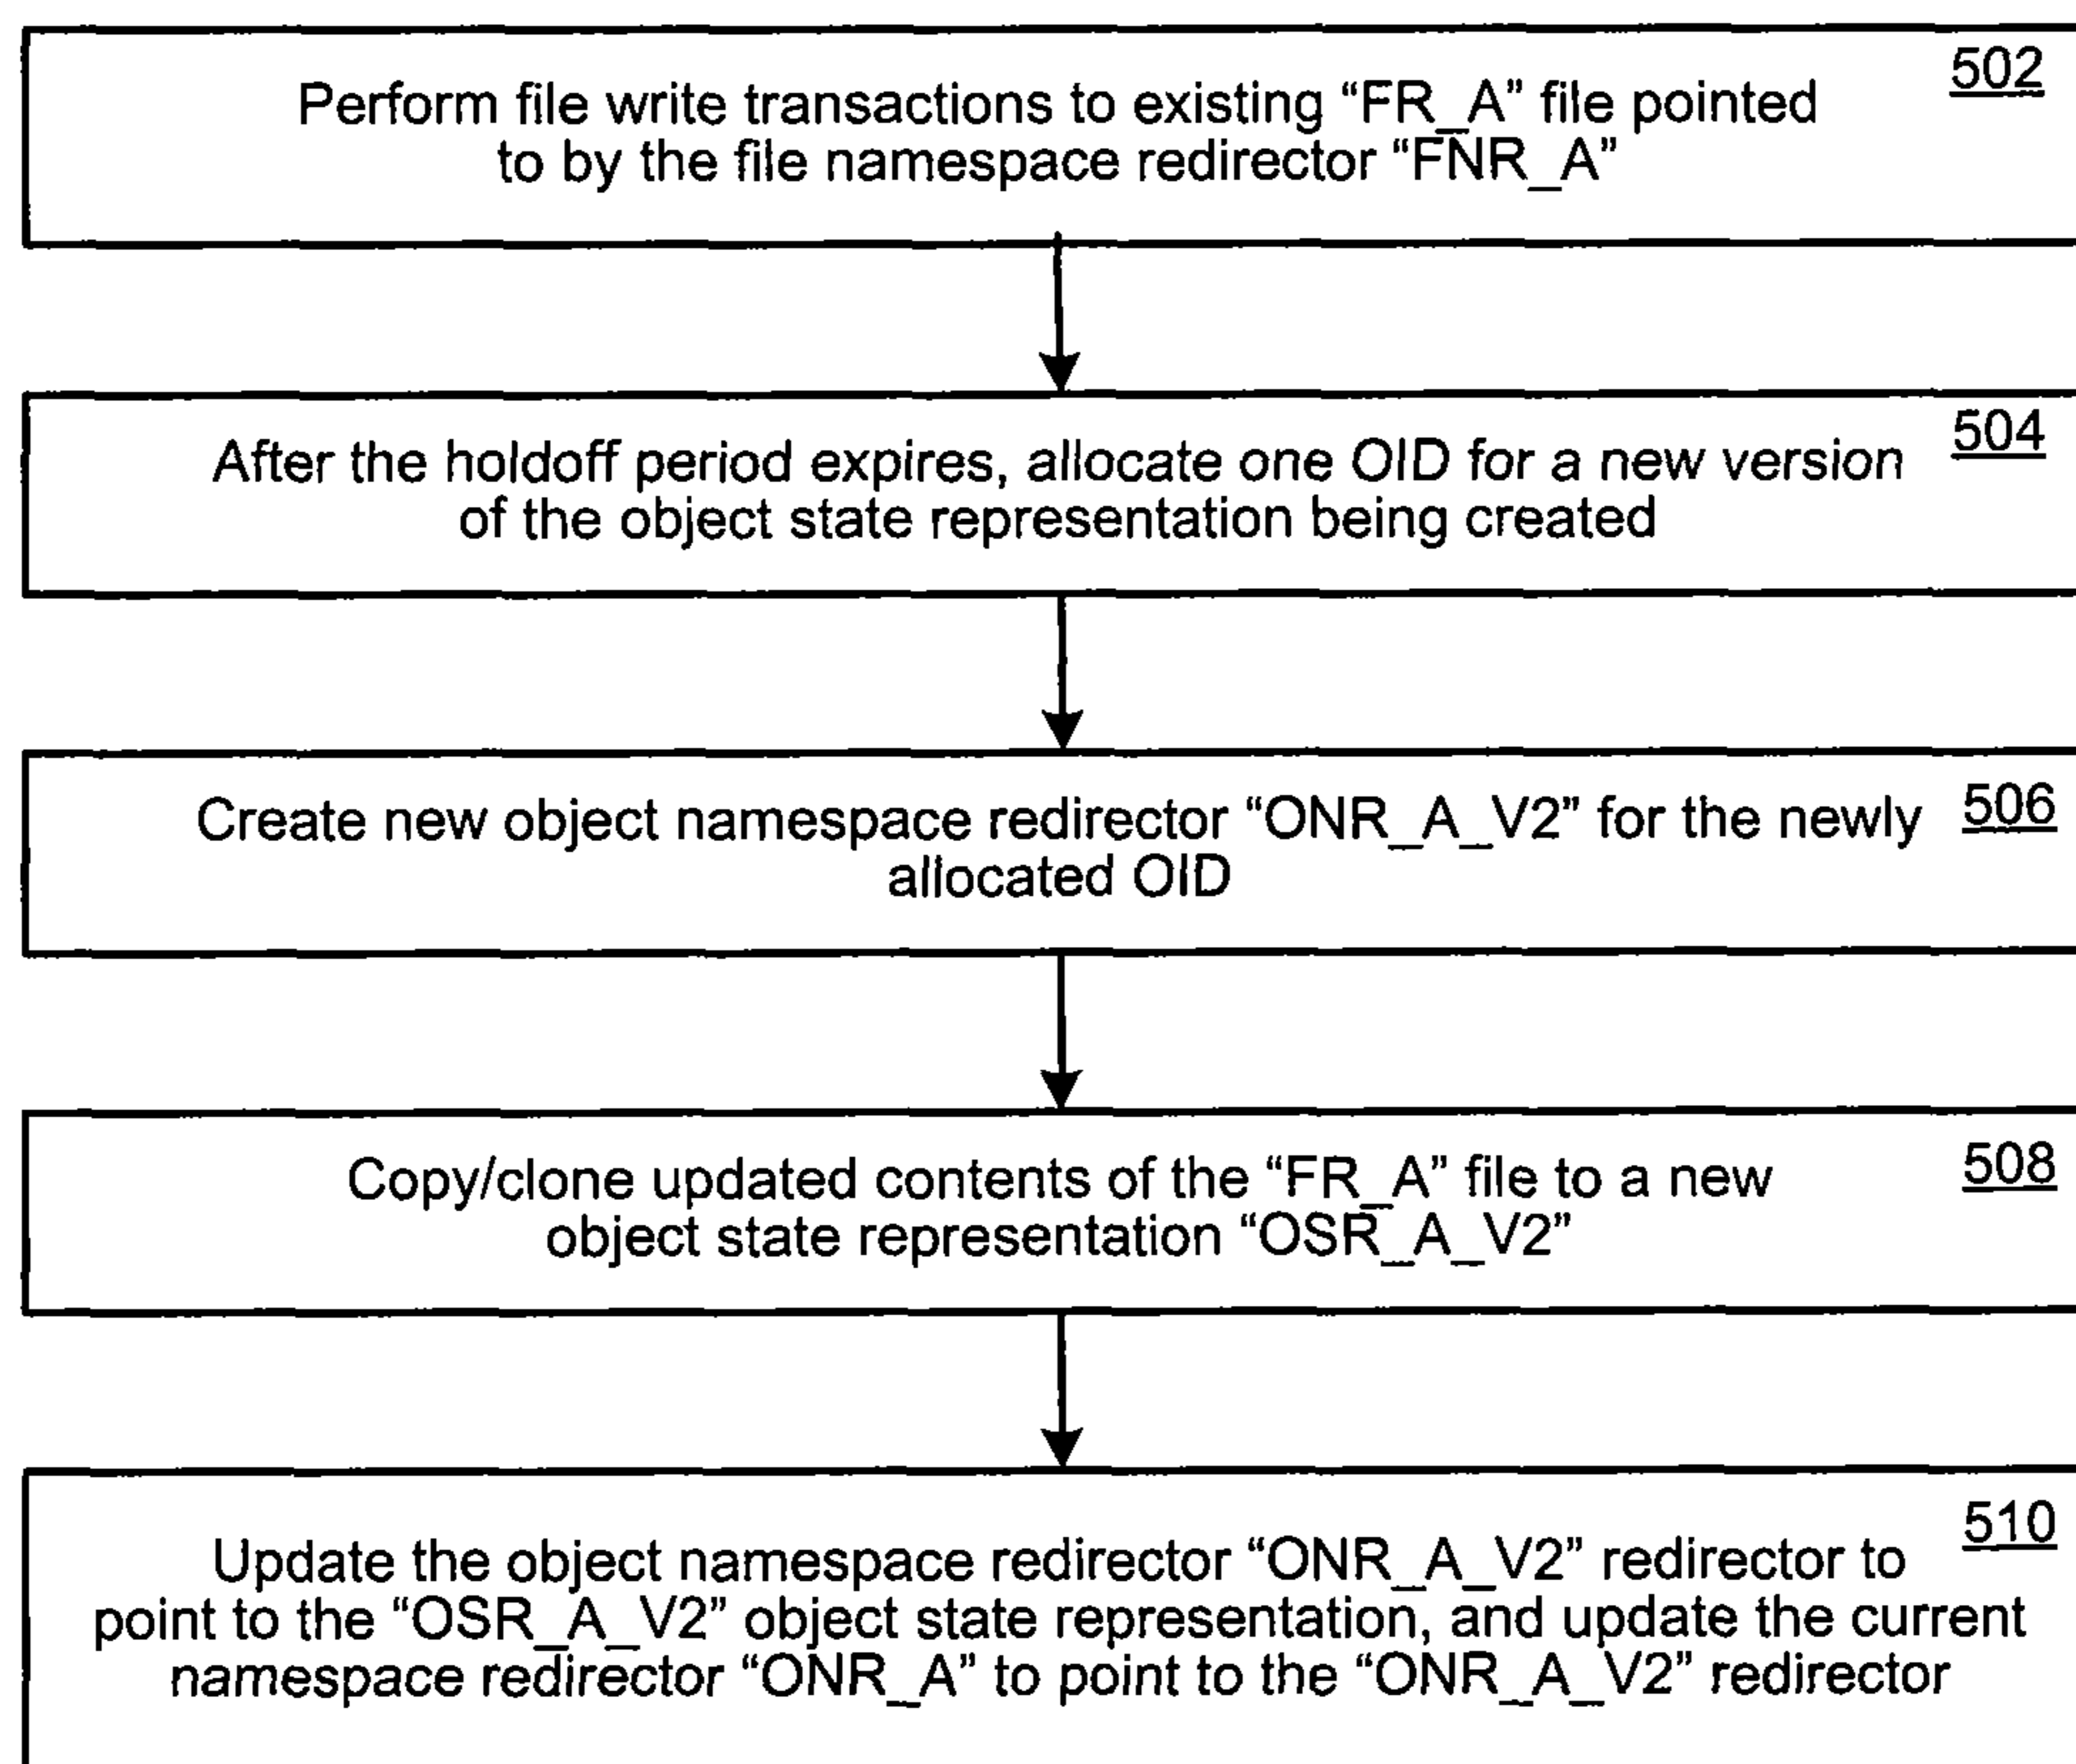 502
Perform file write transactions to existing “FR_A” file pointed
to by the file namespace redirector “FNR_A”
504
After the holdoff period expires, allocate one OID for a new version
of the object state representation being created
506
Create new object namespace redirector “ONR_A_V2” for the newly
allocated OID
508
Copy/clone updated contents of the “FR_A” file to a new
object state representation “OSR_A_V2”
510
Update the object namespace redirector “ONR_A_V2” redirector to
point to the “OSR_A_V2” object state representation, and update the current
namespace redirector “ONR_A” to point to the “ONR_A_V2” redirector